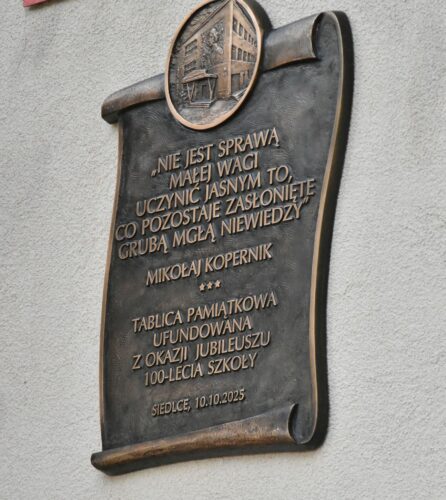 „NIE JEST SPRAWĄ
MAŁEJ WAGI
UCZYNIĆ JASNYM TO,
CO POZOSTAJE ZASŁONIĘTE
GRUBĄ MGŁĄ NIEWIEDZY”
MIKOŁAJ KOPERNIK
***
TABLICA PAMIĄTKOWA
UFUNDOWANA
Z OKAZJI JUBILEUSZU
100-LECIA SZKOŁY
SIEDLCE, 10.10.2025